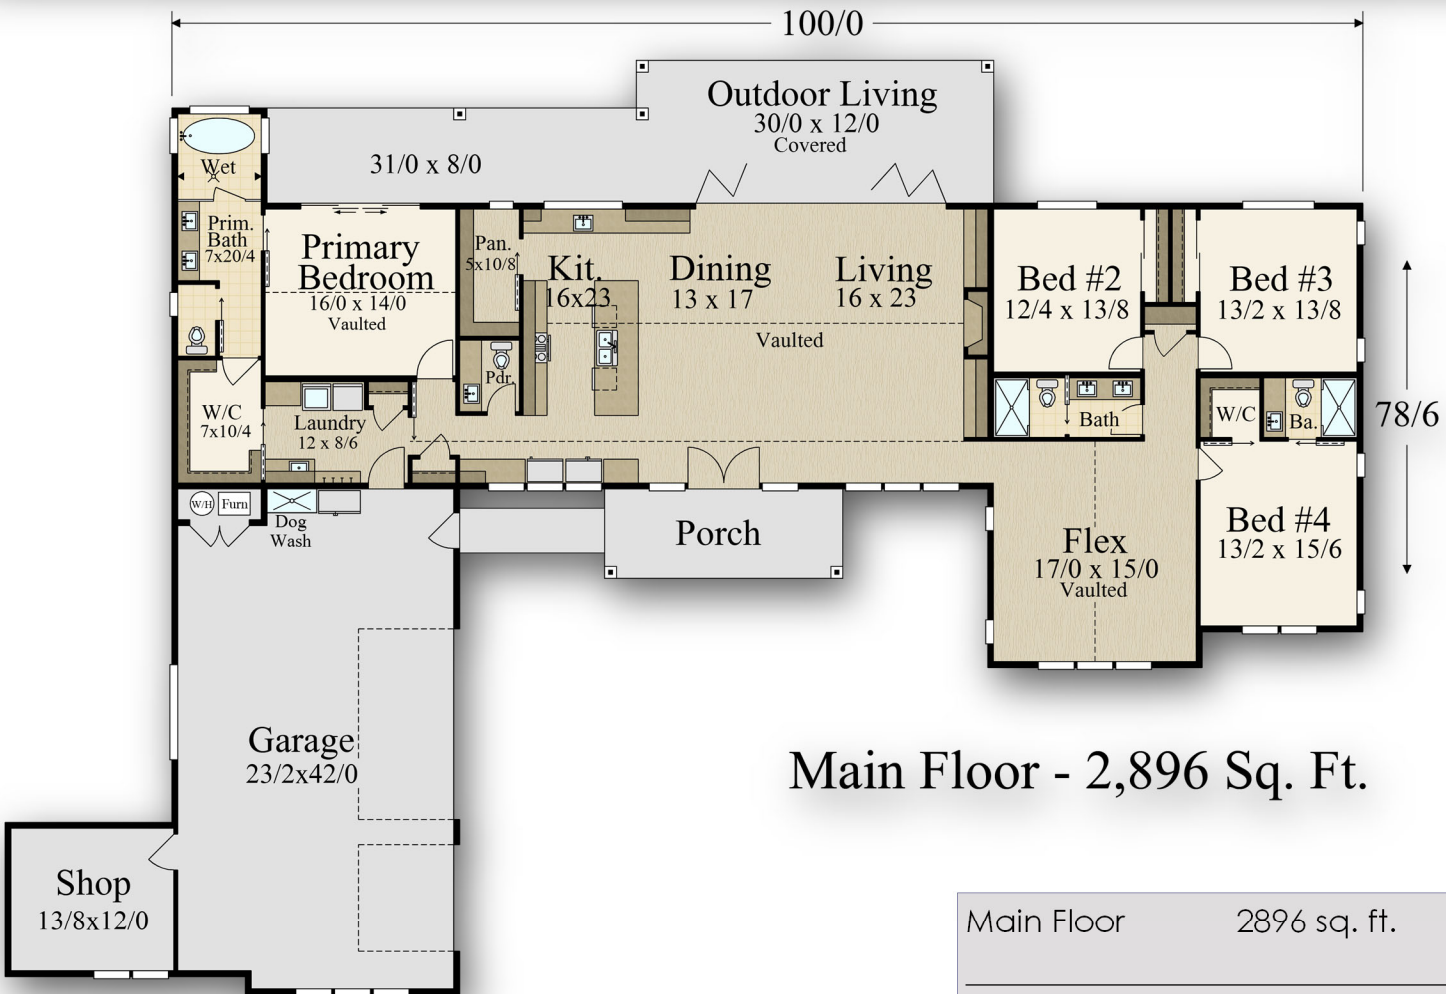 100/0
Outdoor Living
30/0 x 12/0
Covered
31/0 x 8/0
Wet
Prim.
Bath
7x20/4
Primary
Bedroom
16/0 x 14/0
Vaulted
Pan.
5x10/8
Kit.
16x23
Dining
13 x 17
Living
16 x 23
Vaulted
Bed #2
12/4 x 13/8
Bed #3
13/2 x 13/8
Pdr.
W/C
7x10/4
Laundry
12 x 8/6
Bath
W/C
Ba.
78/6
W/H
Furn
Dog
Wash
Porch
Flex
17/0 x 15/0
Vaulted
Bed #4
13/2 x 15/6
Garage
23/2x42/0
Main Floor - 2,896 Sq. Ft.
Shop
13/8x12/0
Main Floor 2896 sq. ft.